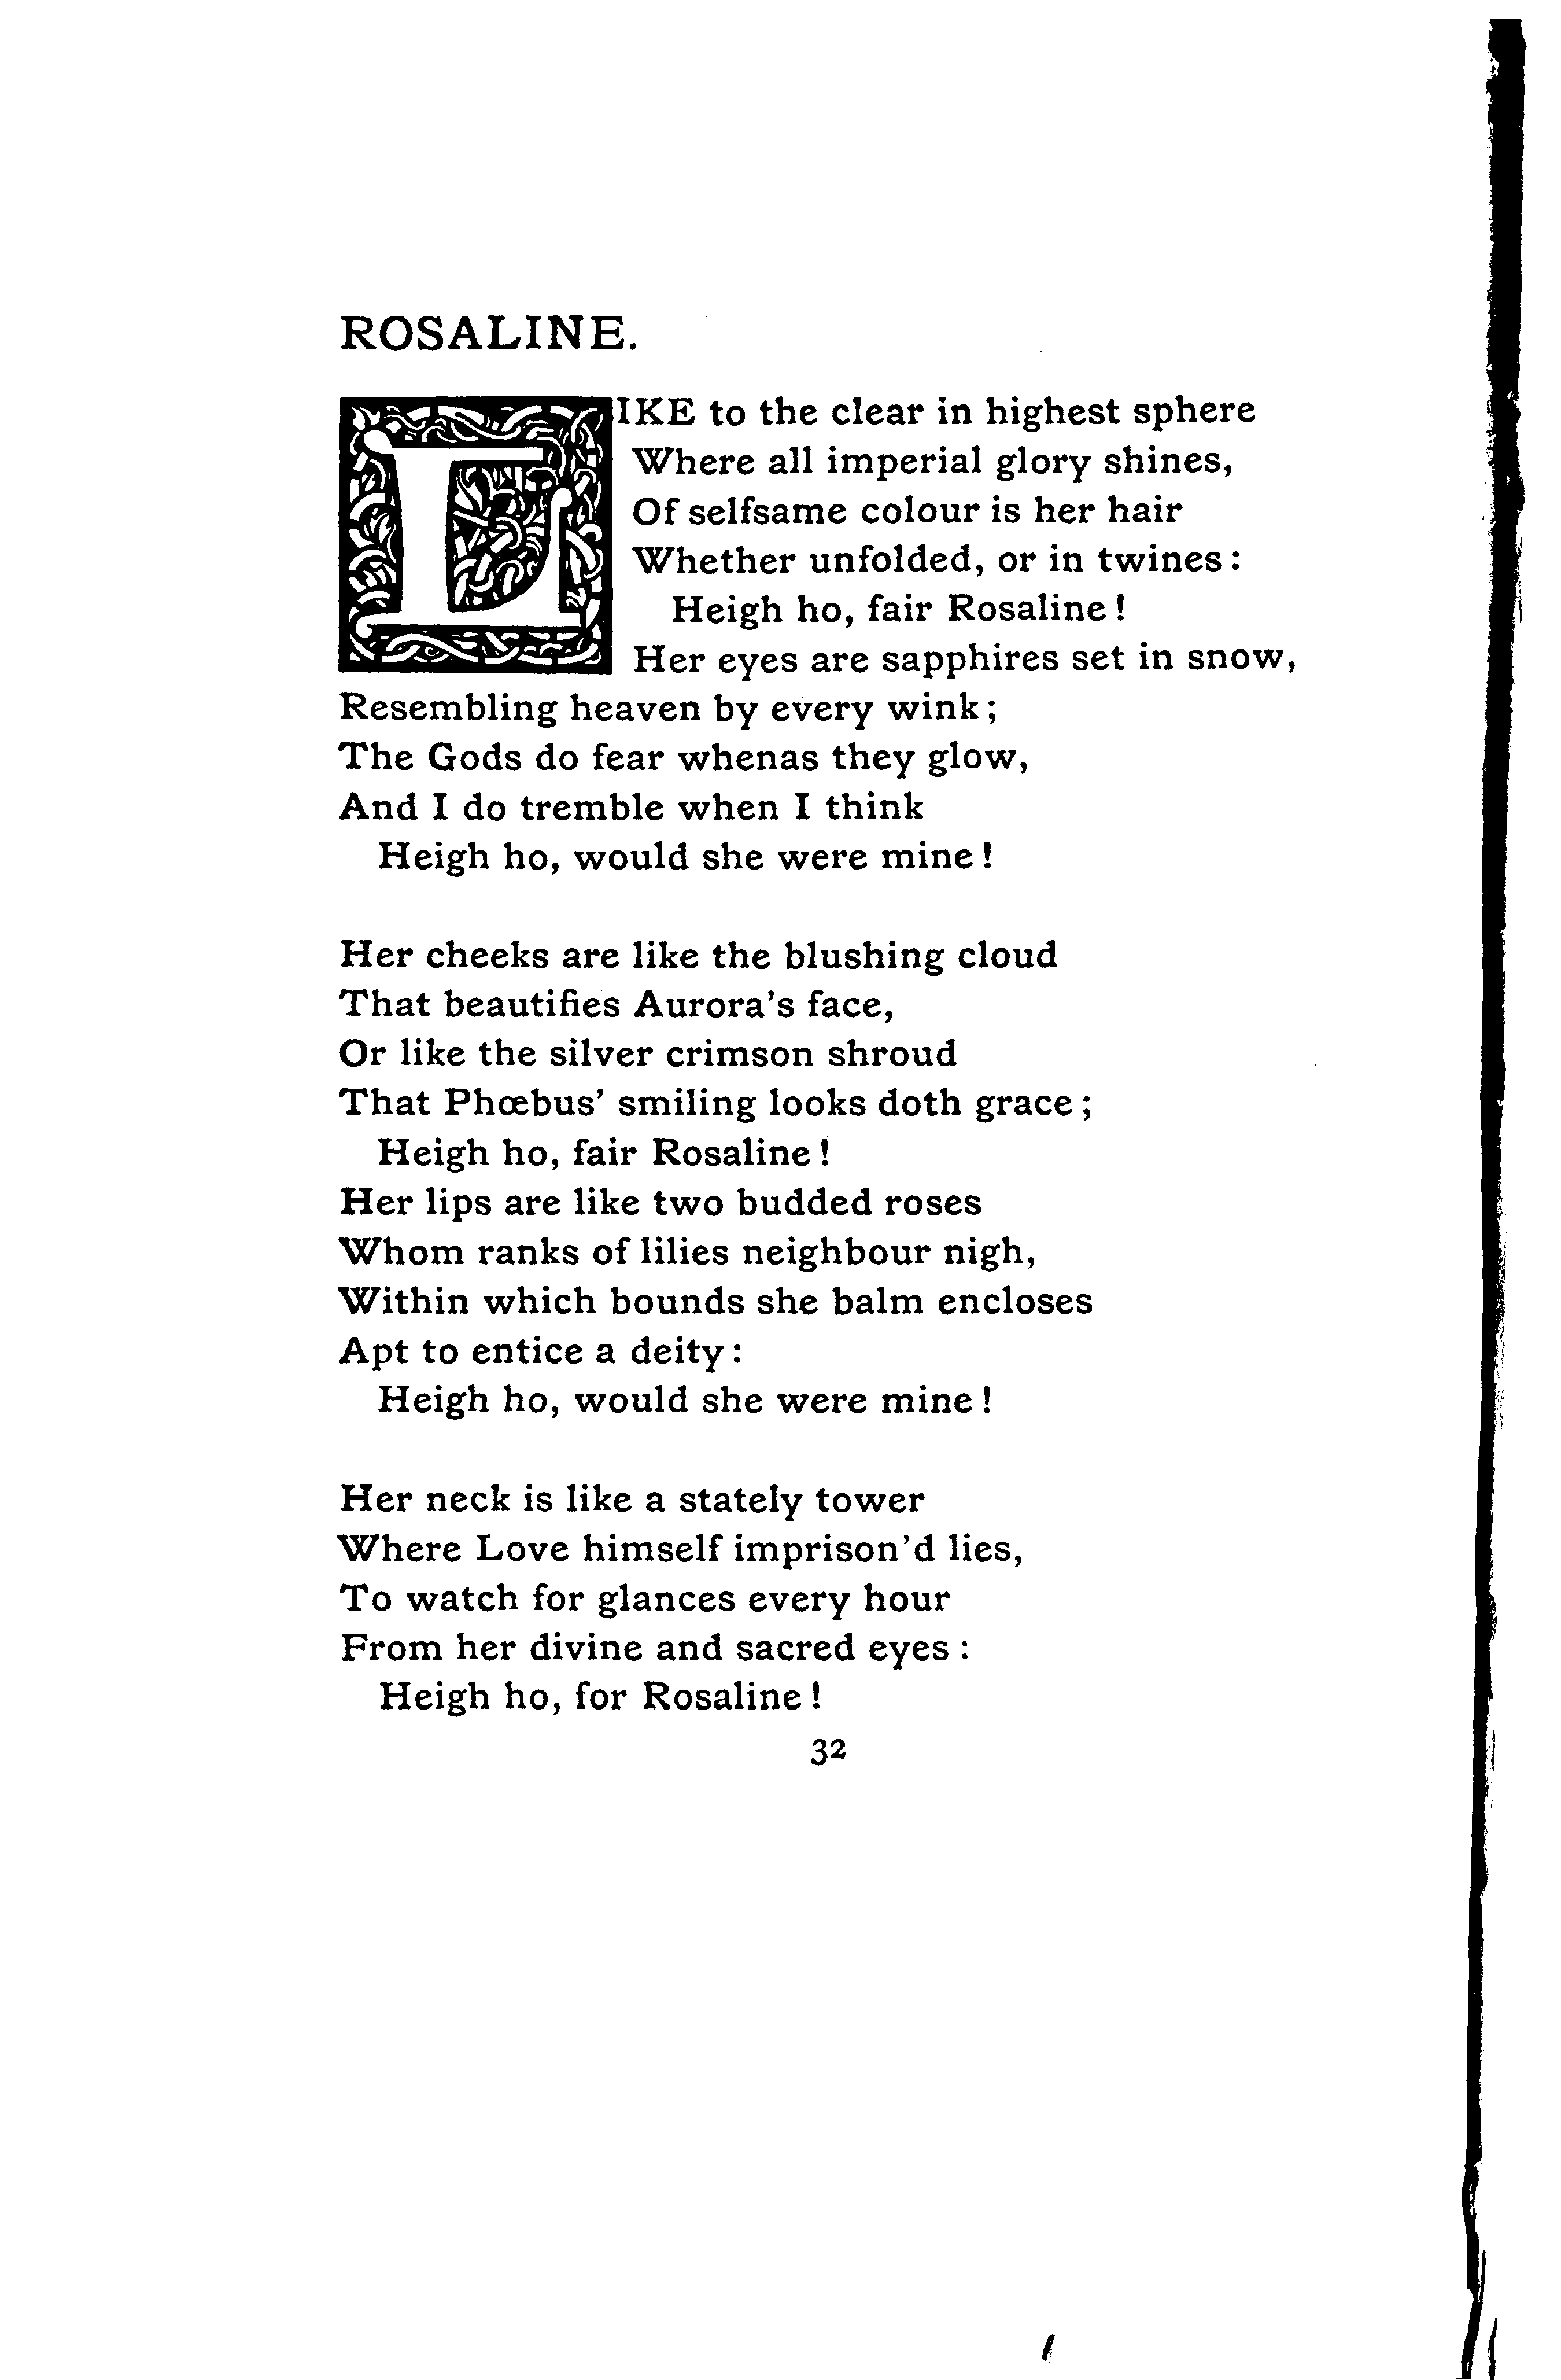 ROSALINE.
LIKE to the clear in highest sphere
Where all imperial glory shines,
Of selfsame colour is her hair
Whether unfolded, or in twines :
Heigh ho, fair Rosaline !
Her eyes are sapphires set in snow,
Resembling heaven by every wink ;
The Gods do fear whenas they glow,
And I do tremble when I think
Heigh ho, would she were mine !

Her cheeks are like the blushing cloud
That beautifies Aurora's face,
Or like the silver crimson shroud
That Phœbus' smiling looks doth grace ;
Heigh ho, fair Rosaline !
Her lips are like two budded roses
Whom ranks of lilies neighbour nigh,
Within which bounds she balm encloses
Apt to entice a deity :
Heigh ho, would she were mine !

Her neck is like a stately tower
Where Love himself imprison'd lies,
To watch for glances every hour
From her divine and sacred eyes :
Heigh ho, for Rosaline !
32